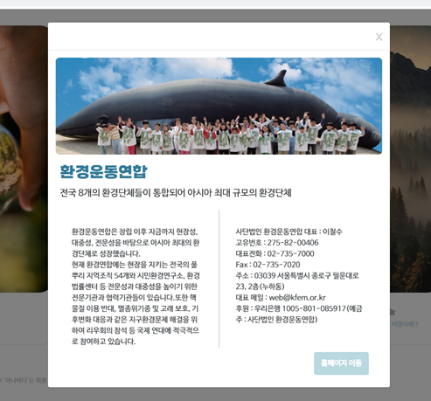 X
환경운동연합
전국 8개의 환경단체들이 통합되어 아시아 최대 규모의 환경단체
환경운동연합은 창립 이후 지금까지 현장성,
대중성, 전문성을 바탕으로 아시아 최대의 환
경단체로 성장했습니다.
현재 환경연합에는 현장을 지키는 전국의 풀
뿌리 지역조직 54개와 시민환경연구소, 환경
법률센터 등 전문성과 대중성을 높이기 위한
전문기관과 협력기관들이 있습니다.또한 핵
물질 이용 반대, 멸종위기종 및 고래 보호, 기
후변화 대응과 같은 지구환경문제 해결을 위
하여 리우회의 참석 등 국제 연대에 적극적으
로 참여하고 있습니다.
사단법인 환경운동연합 대표 : 이철수
고유번호 : 275-82-00406
대표전화 : 02-735-7000
Fax : 02-735-7020
주소 : 03039 서울특별시 종로구 필운대로
23, 2층(누하동)
대표 메일 : web@kfem.or.kr
후원 : 우리은행 1005-801-085917(예금
주 : 사단법인 환경운동연합)
홈페이지 이동